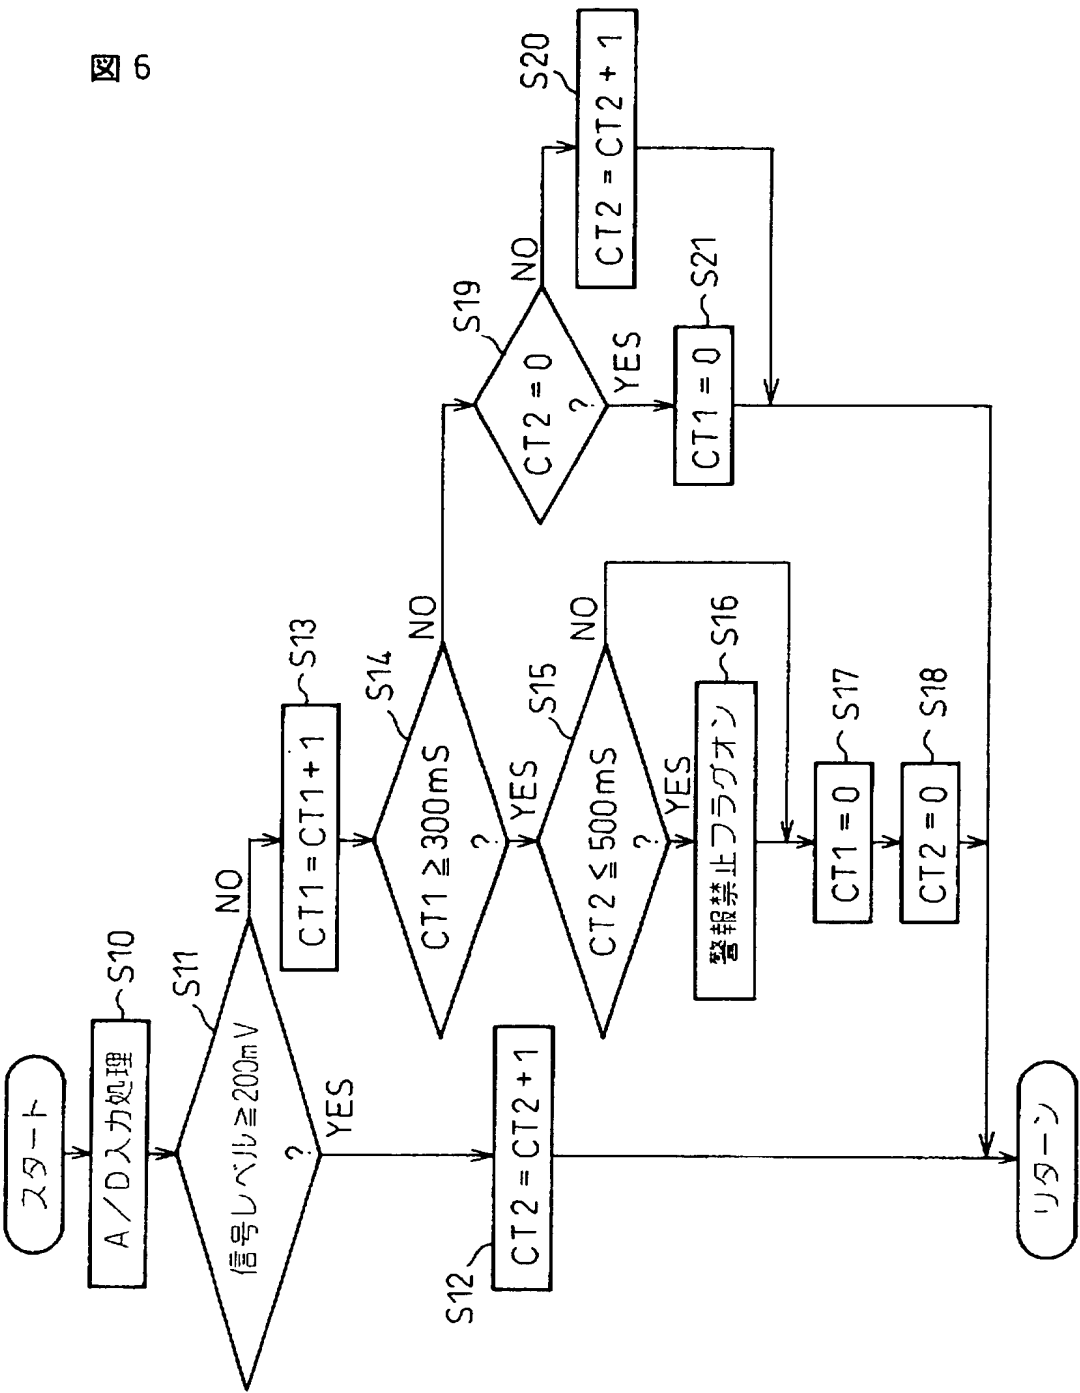 図 6
スタート
A/D入力処理
S10
信号レベル≧200mV
?
S11
YES
NO
CT2 = CT2+1
S12
CT1 = CT1+1
S13
CT1 ≧300mS
?
S14
YES
NO
CT2 ≦ 500mS
?
S15
YES
NO
警報禁止フラグオン
S16
CT1 = 0
S17
CT2 = 0
S18
CT2 = 0
?
S19
YES
NO
CT2 = CT2 + 1
S20
CT1 = 0
S21
リターン